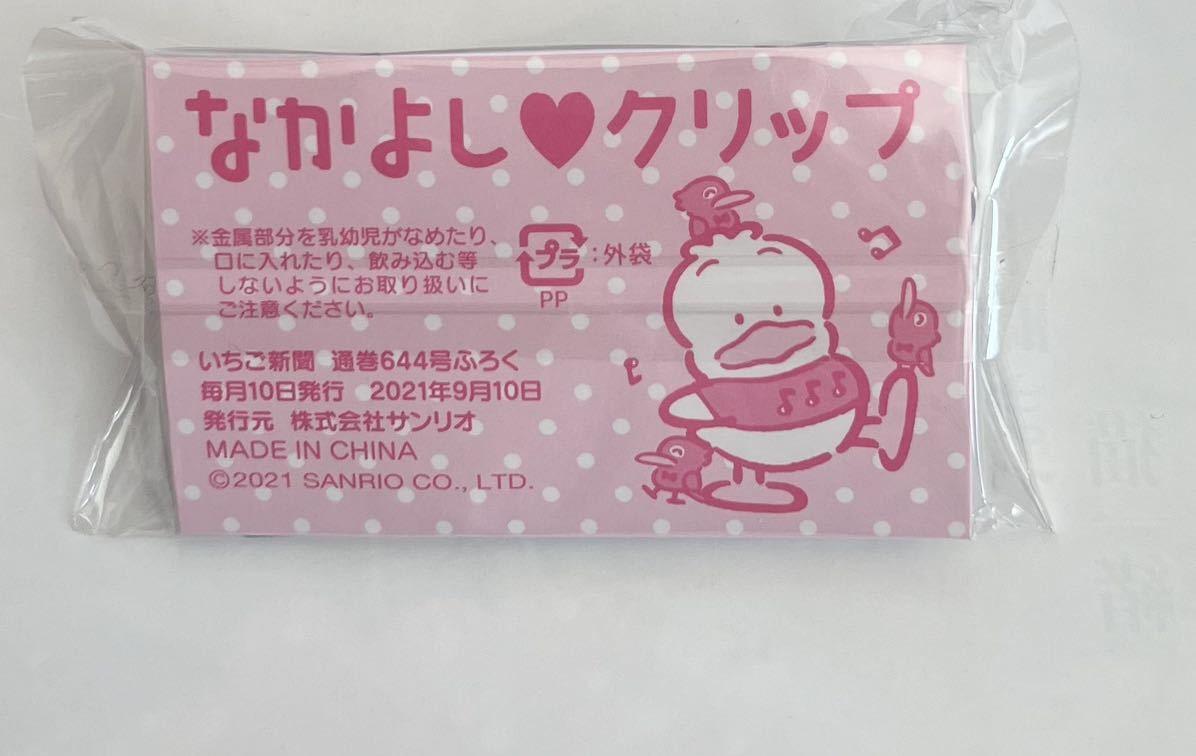 なかよし♥クリップ
※金属部分を乳幼児がなめたり、
口に入れたり、飲み込む等
しないようにお取り扱いに
ご注意ください。
プラ:外袋
PP
いちご新聞 通巻644号ふろく
毎月10日発行 2021年9月10日
発行元 株式会社サンリオ
MADE IN CHINA
©2021 SANRIO CO., LTD.
緒